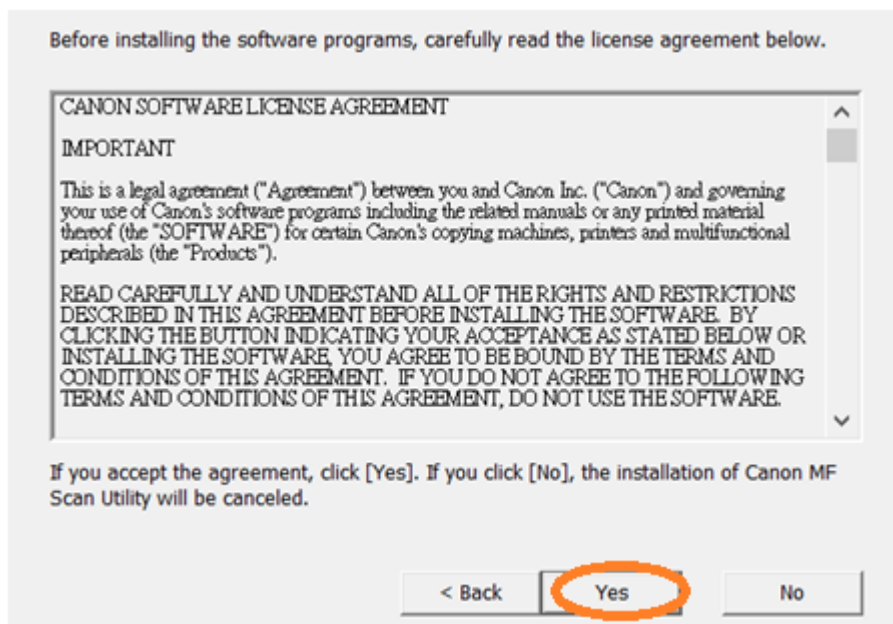 Before installing the software programs, carefully read the license agreement below.
CANON SOFTWARE LICENSE AGREEMENT
IMPORTANT
This is a legal agreement ("Agreement") between you and Canon Inc. ("Canon") and governing
your use of Canon's software programs including the related manuals or any printed material
thereof (the "SOFTWARE") for certain Canon's copying machines, printers and multifunctional
peripherals (the "Products").
READ CAREFULLY AND UNDERSTAND ALL OF THE RIGHTS AND RESTRICTIONS
DESCRIBED IN THIS AGREEMENT BEFORE INSTALLING THE SOFTWARE. BY
CLICKING THE BUTTON INDICATING YOUR ACCEPTANCE AS STATED BELOW OR
INSTALLING THE SOFTWARE, YOU AGREE TO BE BOUND BY THE TERMS AND
CONDITIONS OF THIS AGREEMENT. IF YOU DO NOT AGREE TO THE FOLLOWING
TERMS AND CONDITIONS OF THIS AGREEMENT, DO NOT USE THE SOFTWARE.
If you accept the agreement, click [Yes]. If you click [No], the installation of Canon MF
Scan Utility will be canceled.
< Back Yes No